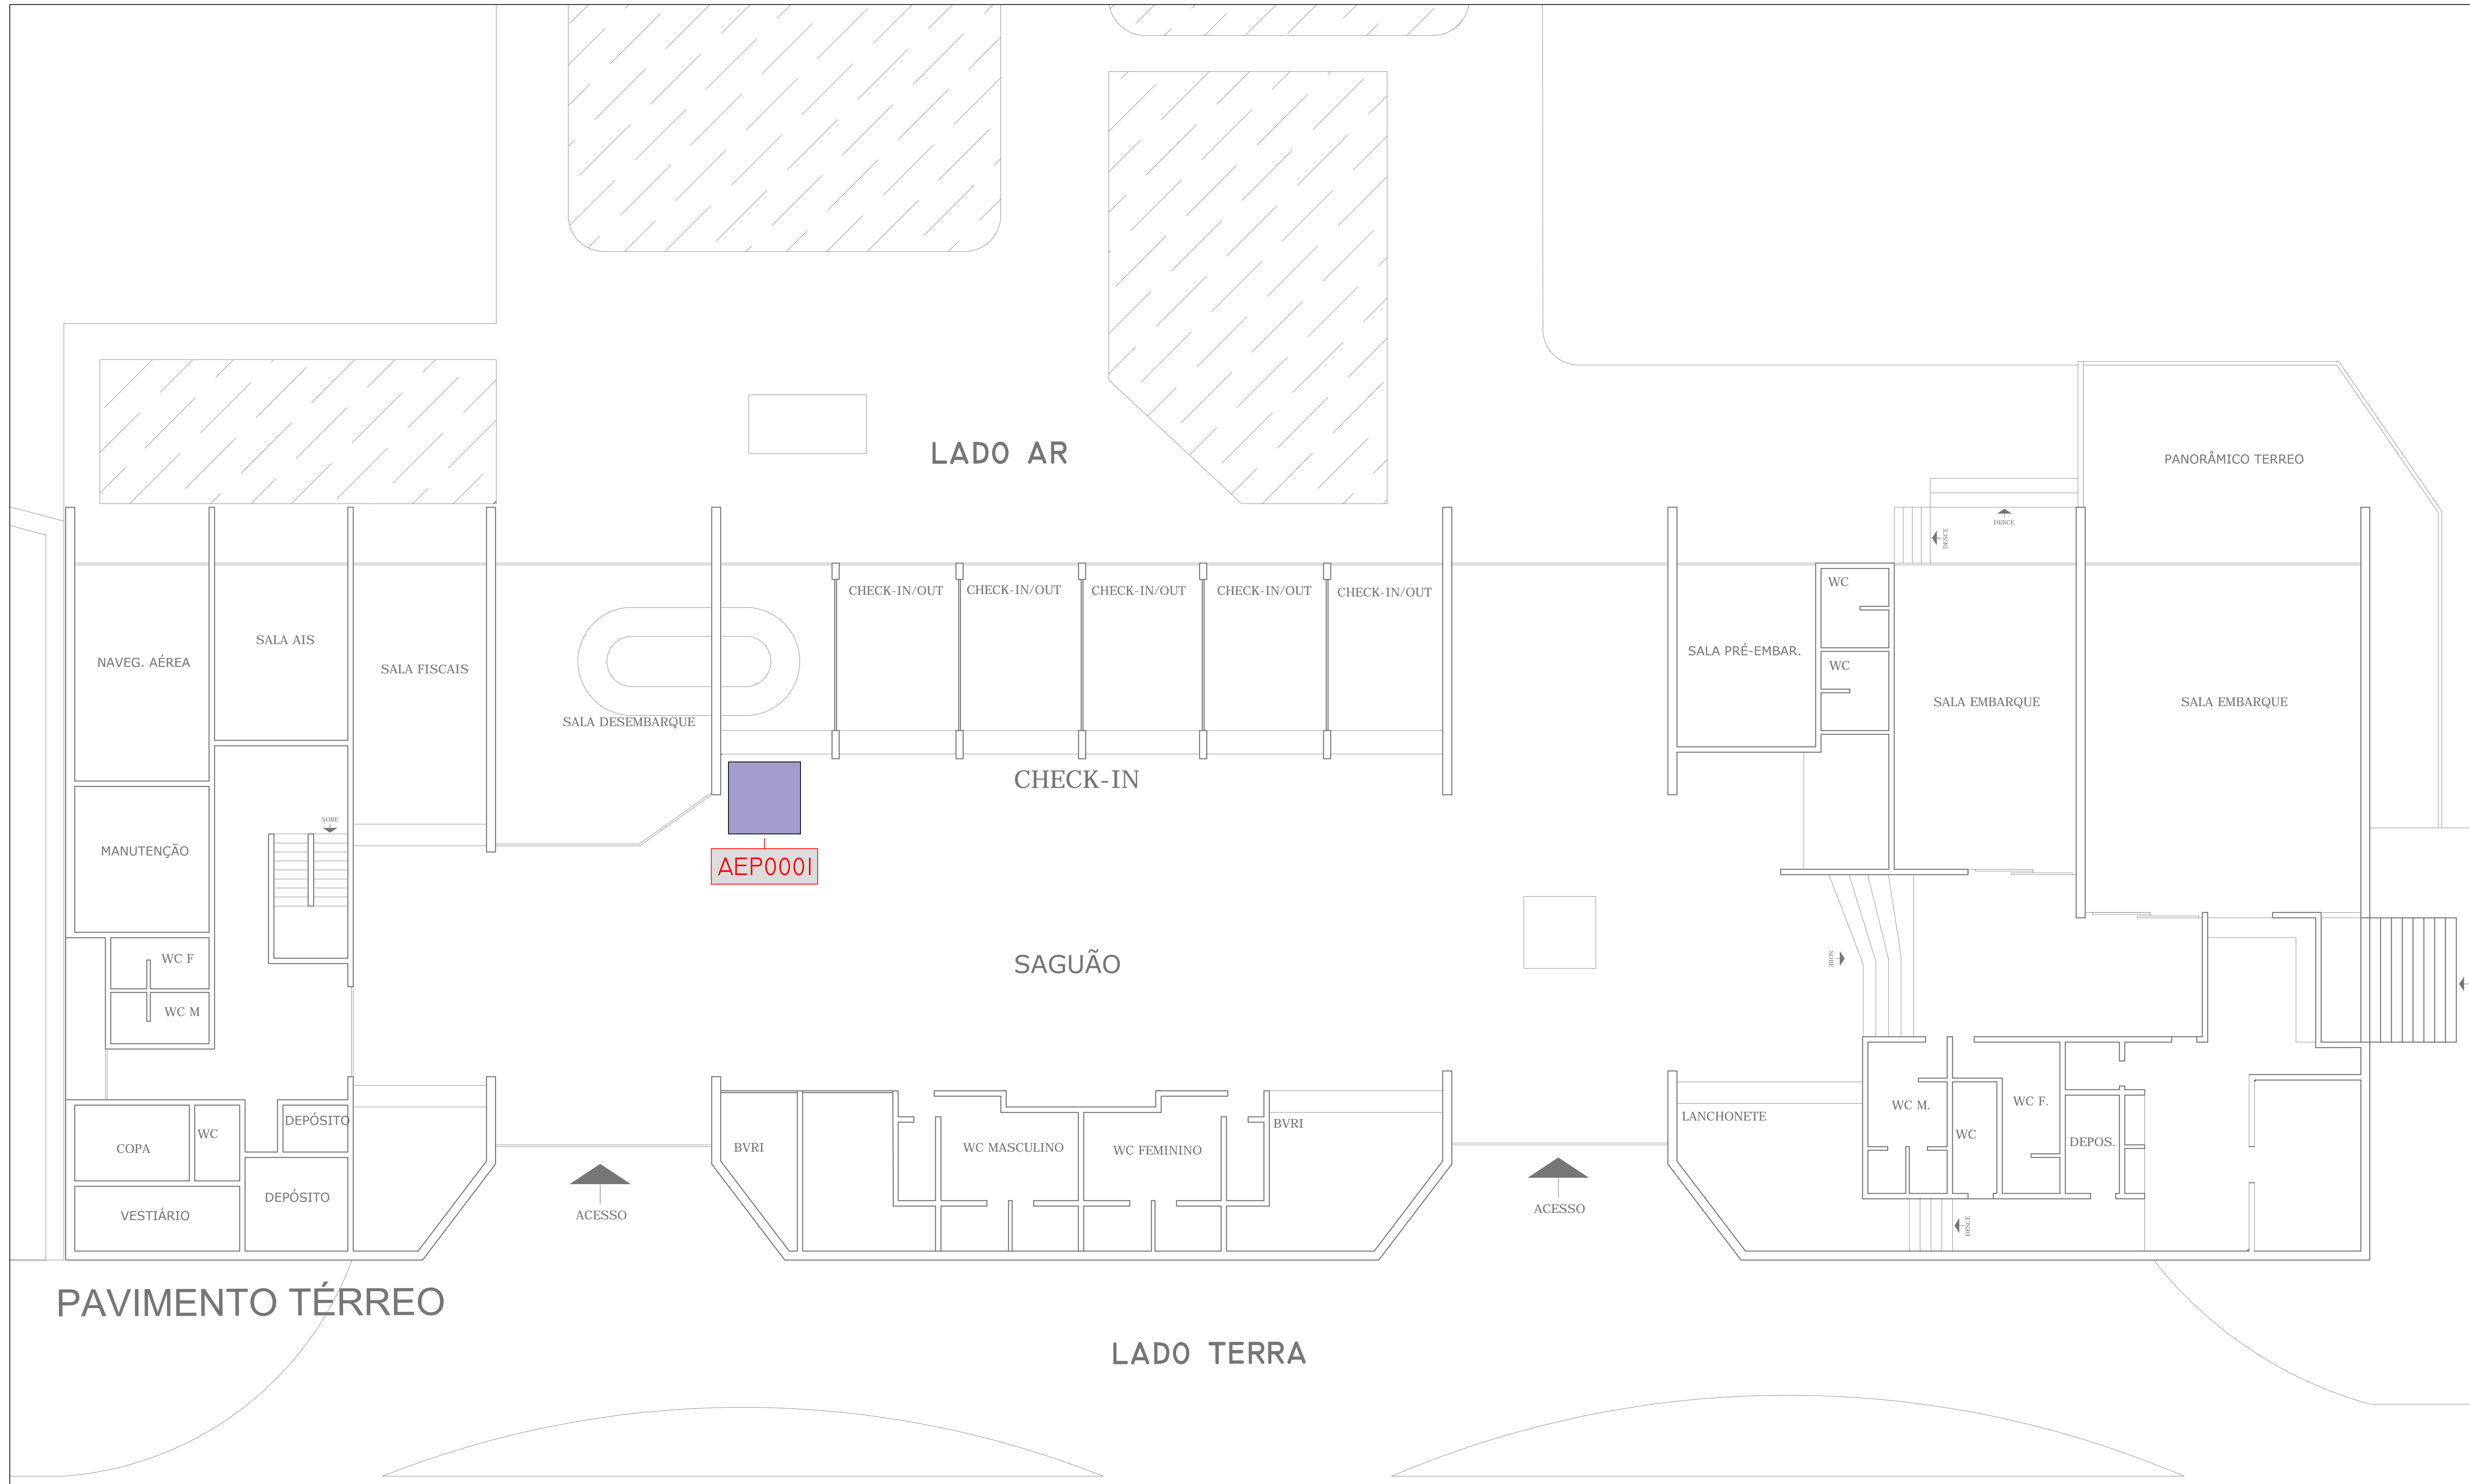 LADO AR
PANORÂMICO TERREO
DESCE
DESCE
CHECK-IN/OUT
CHECK-IN/OUT
CHECK-IN/OUT
CHECK-IN/OUT
CHECK-IN/OUT
WC
SALA AIS
NAVEG. AÉREA
SALA FISCAIS
SALA PRÉ-EMBAR.
WC
SALA DESEMBARQUE
SALA EMBARQUE
SALA EMBARQUE
CHECK-IN
SOBE
MANUTENÇÃO
AEP0001
WC F
SAGUÃO
SOBE
WC M
COPA
WC
DEPÓSITO
BVRI
WC MASCULINO
WC FEMININO
BVRI
LANCHONETE
WC M.
WC
WC F.
DEPOS.
VESTIÁRIO
DEPÓSITO
ACESSO
ACESSO
DESCE
PAVIMENTO TÉRREO
LADO TERRA